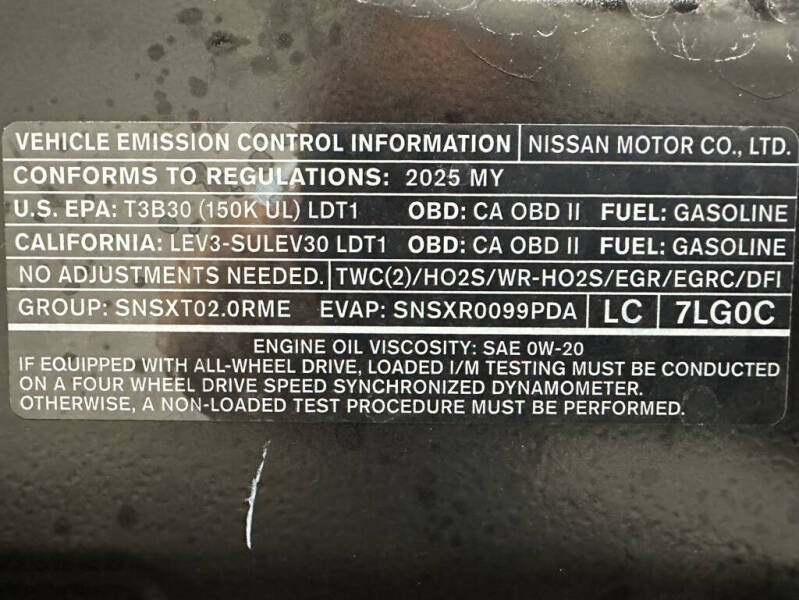 VEHICLE EMISSION CONTROL INFORMATION NISSAN MOTOR CO., LTD.
CONFORMS TO REGULATIONS: 2025 MY
U.S. EPA: T3B30 (150K UL) LDT1 OBD: CA OBD II FUEL: GASOLINE
CALIFORNIA: LEV3-SULEV30 LDT1 OBD: CA OBD II FUEL: GASOLINE
NO ADJUSTMENTS NEEDED. TWC(2)/HO2S/WR-HO2S/EGR/EGRC/DFI
GROUP: SNSXT02.0RME EVAP: SNSXR0099PDA LC 7LG0C
ENGINE OIL VISCOSITY: SAE 0W-20
IF EQUIPPED WITH ALL-WHEEL DRIVE, LOADED I/M TESTING MUST BE CONDUCTED
ON A FOUR WHEEL DRIVE SPEED SYNCHRONIZED DYNAMOMETER.
OTHERWISE, A NON-LOADED TEST PROCEDURE MUST BE PERFORMED.